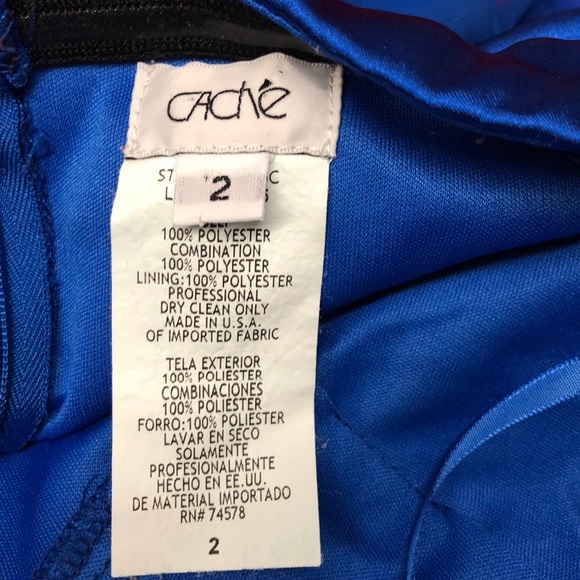 CACHÉ
2
SELF
100% POLYESTER
COMBINATION
100% POLYESTER
LINING:100% POLYESTER
PROFESSIONAL
DRY CLEAN ONLY
MADE IN U.S.A.
OF IMPORTED FABRIC
TELA EXTERIOR
100% POLIESTER
COMBINACIONES
100% POLIESTER
FORRO:100% POLIESTER
LAVAR EN SECO
SOLAMENTE
PROFESIONALMENTE
HECHO EN EE.UU.
DE MATERIAL IMPORTADO
RN# 74578
2